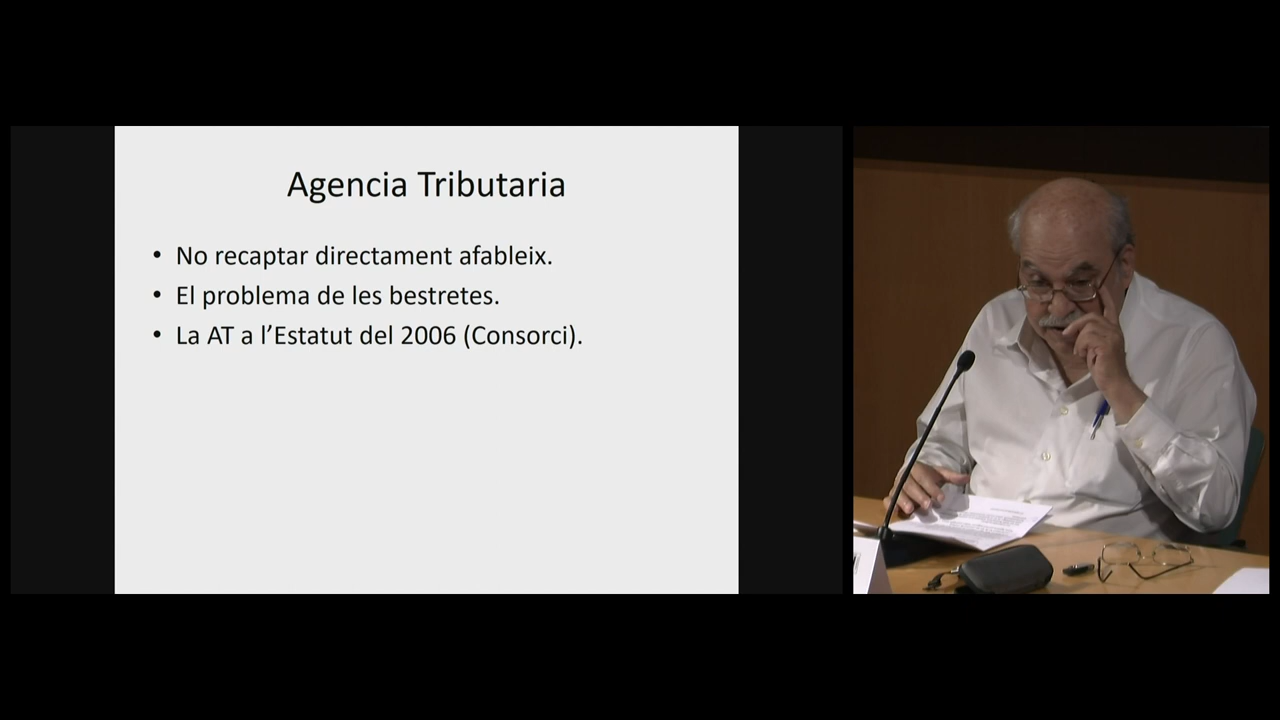 Agencia Tributaria
• No recaptar directament afableix.
• El problema de les bestretes.
• La AT a l’Estatut del 2006 (Consorci).